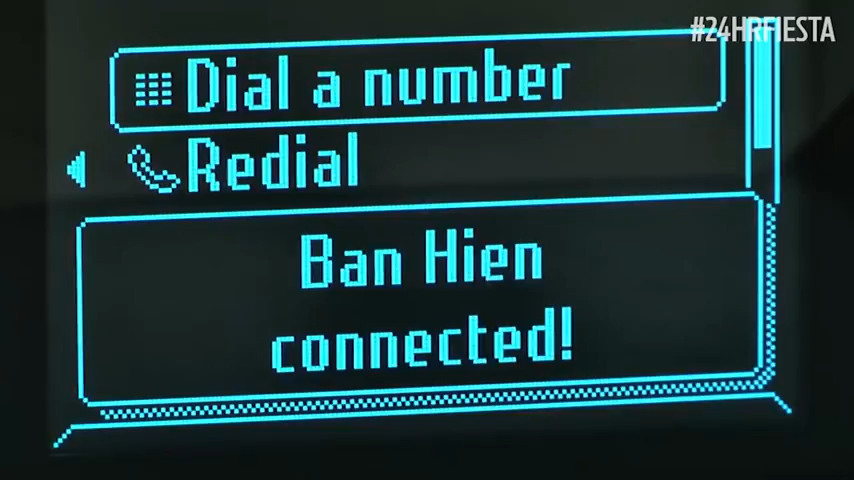 #24HRFIESTA
Dial a number
Redial
Ban Hien
connected!